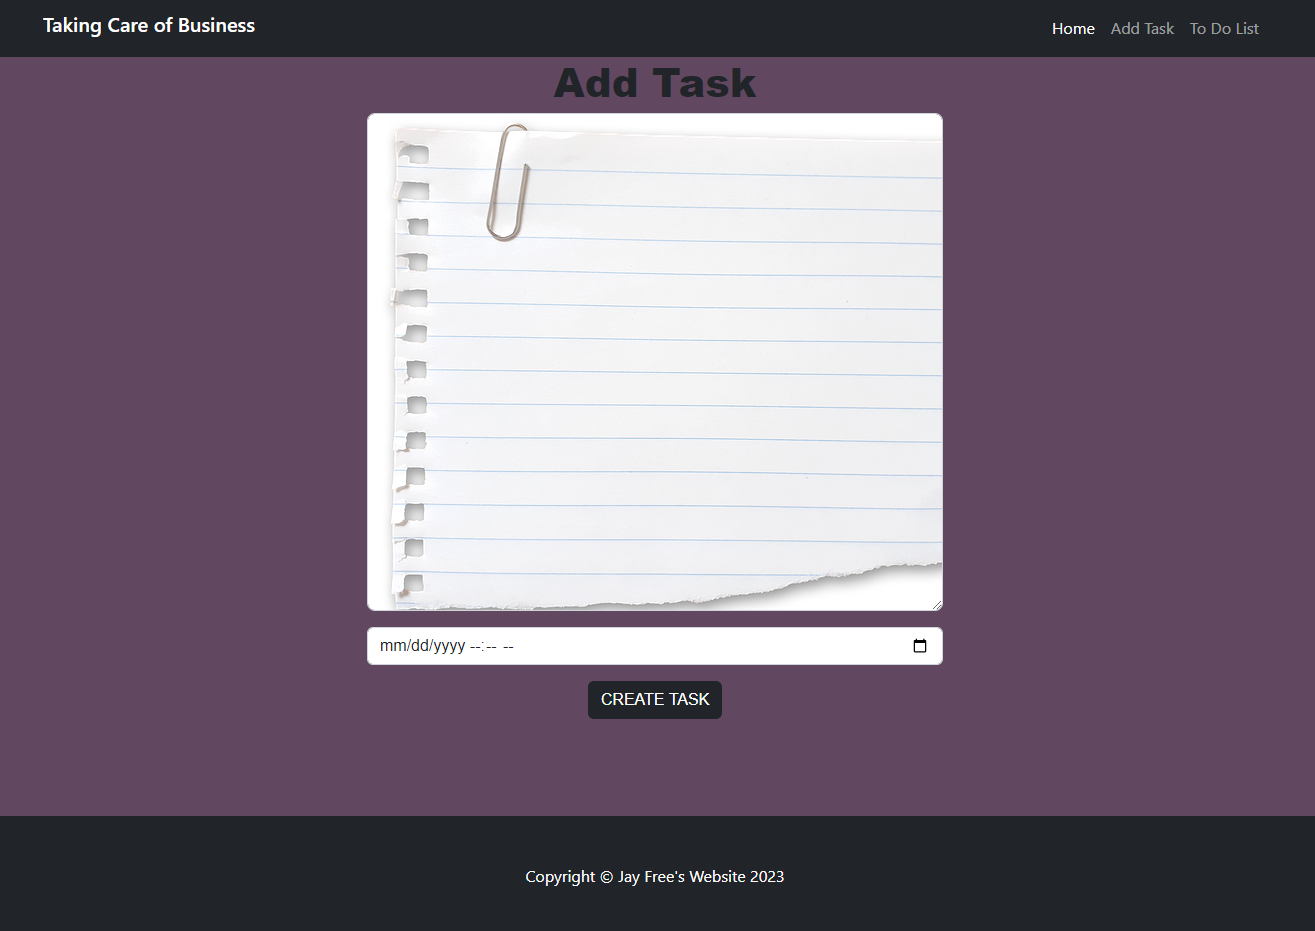 Taking Care of Business
Home Add Task To Do List
Add Task
mm/dd/yyyy --:-- --
CREATE TASK
Copyright © Jay Free's Website 2023